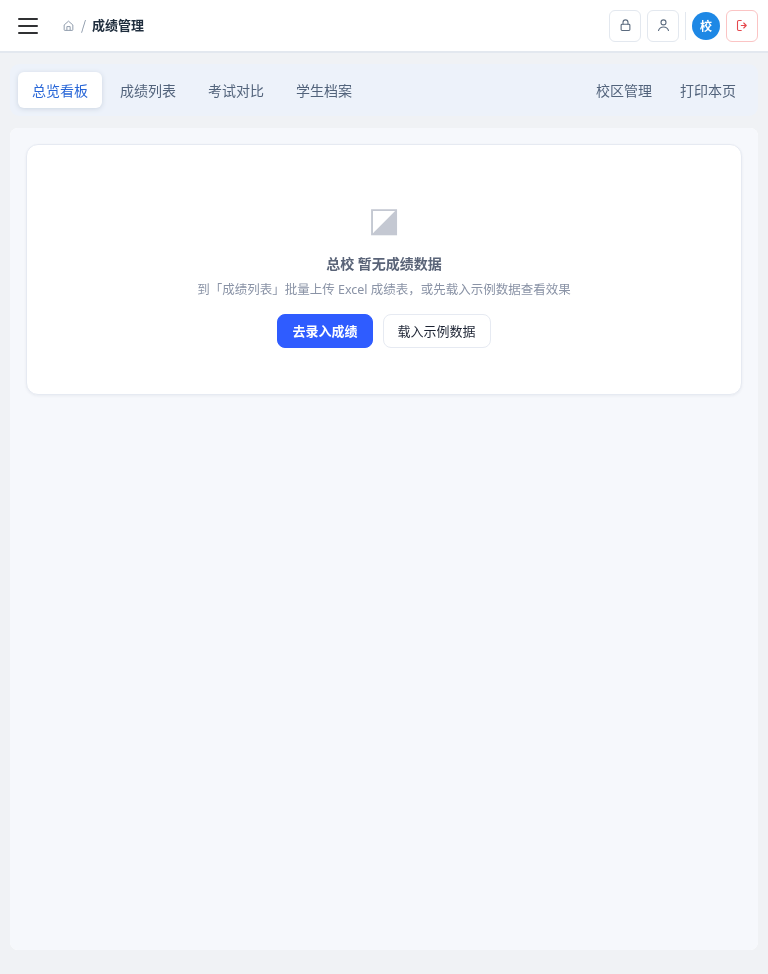 / 成绩管理
校
总览看板 成绩列表 考试对比 学生档案 校区管理 打印本页
总校 暂无成绩数据
到「成绩列表」批量上传 Excel 成绩表，或先载入示例数据查看效果
去录入成绩 载入示例数据